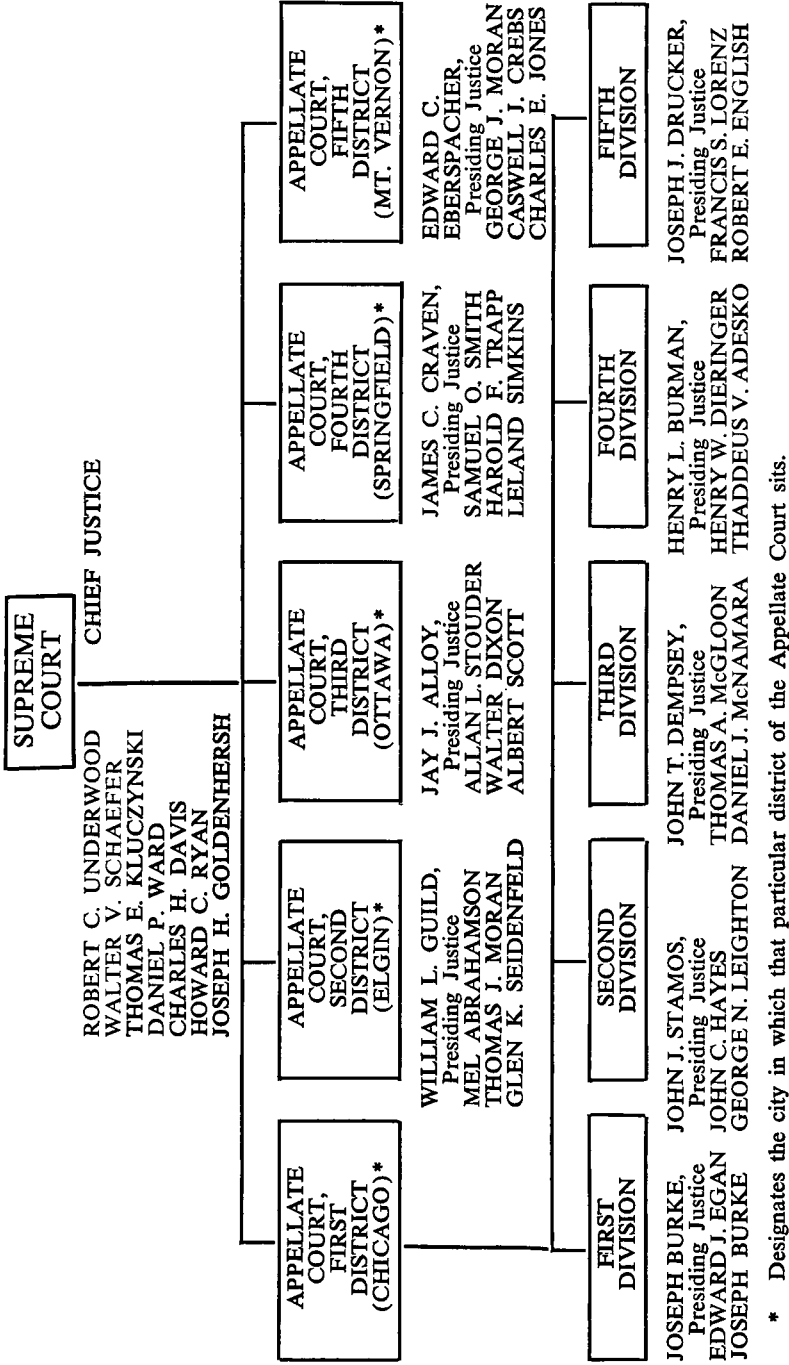 SUPREME
COURT
ROBERT C. UNDERWOOD CHIEF JUSTICE
WALTER V. SCHAEFER
THOMAS E. KLUCZYNSKI
DANIEL P. WARD
CHARLES H. DAVIS
HOWARD C. RYAN
JOSEPH H. GOLDENHERSH
APPELLATE
COURT,
FIRST
DISTRICT
(CHICAGO)*
APPELLATE
COURT,
SECOND
DISTRICT
(ELGIN)*
WILLIAM L. GUILD,
Presiding Justice
MEL ABRAHAMSON
THOMAS J. MORAN
GLEN K. SEIDENFELD
APPELLATE
COURT,
THIRD
DISTRICT
(OTTAWA)*
JAY J. ALLOY,
Presiding Justice
ALLAN L. STOUDER
WALTER DIXON
ALBERT SCOTT
APPELLATE
COURT,
FOURTH
DISTRICT
(SPRINGFIELD)*
JAMES C. CRAVEN,
Presiding Justice
SAMUEL O. SMITH
HAROLD F. TRAPP
LELAND SIMKINS
APPELLATE
COURT,
FIFTH
DISTRICT
(MT. VERNON)*
EDWARD C.
EBERSPACHER,
Presiding Justice
GEORGE J. MORAN
CASWELL J. CREBS
CHARLES E. JONES
FIRST
DIVISION
JOSEPH BURKE,
Presiding Justice
EDWARD J. EGAN
JOSEPH BURKE
SECOND
DIVISION
JOHN J. STAMOS,
Presiding Justice
JOHN C. HAYES
GEORGE N. LEIGHTON
THIRD
DIVISION
JOHN T. DEMPSEY,
Presiding Justice
THOMAS A. McGLOON
DANIEL J. McNAMARA
FOURTH
DIVISION
HENRY L. BURMAN,
Presiding Justice
HENRY W. DIERINGER
THADDEUS V. ADESKO
FIFTH
DIVISION
JOSEPH J. DRUCKER,
Presiding Justice
FRANCIS S. LORENZ
ROBERT E. ENGLISH
* Designates the city in which that particular district of the Appellate Court sits.